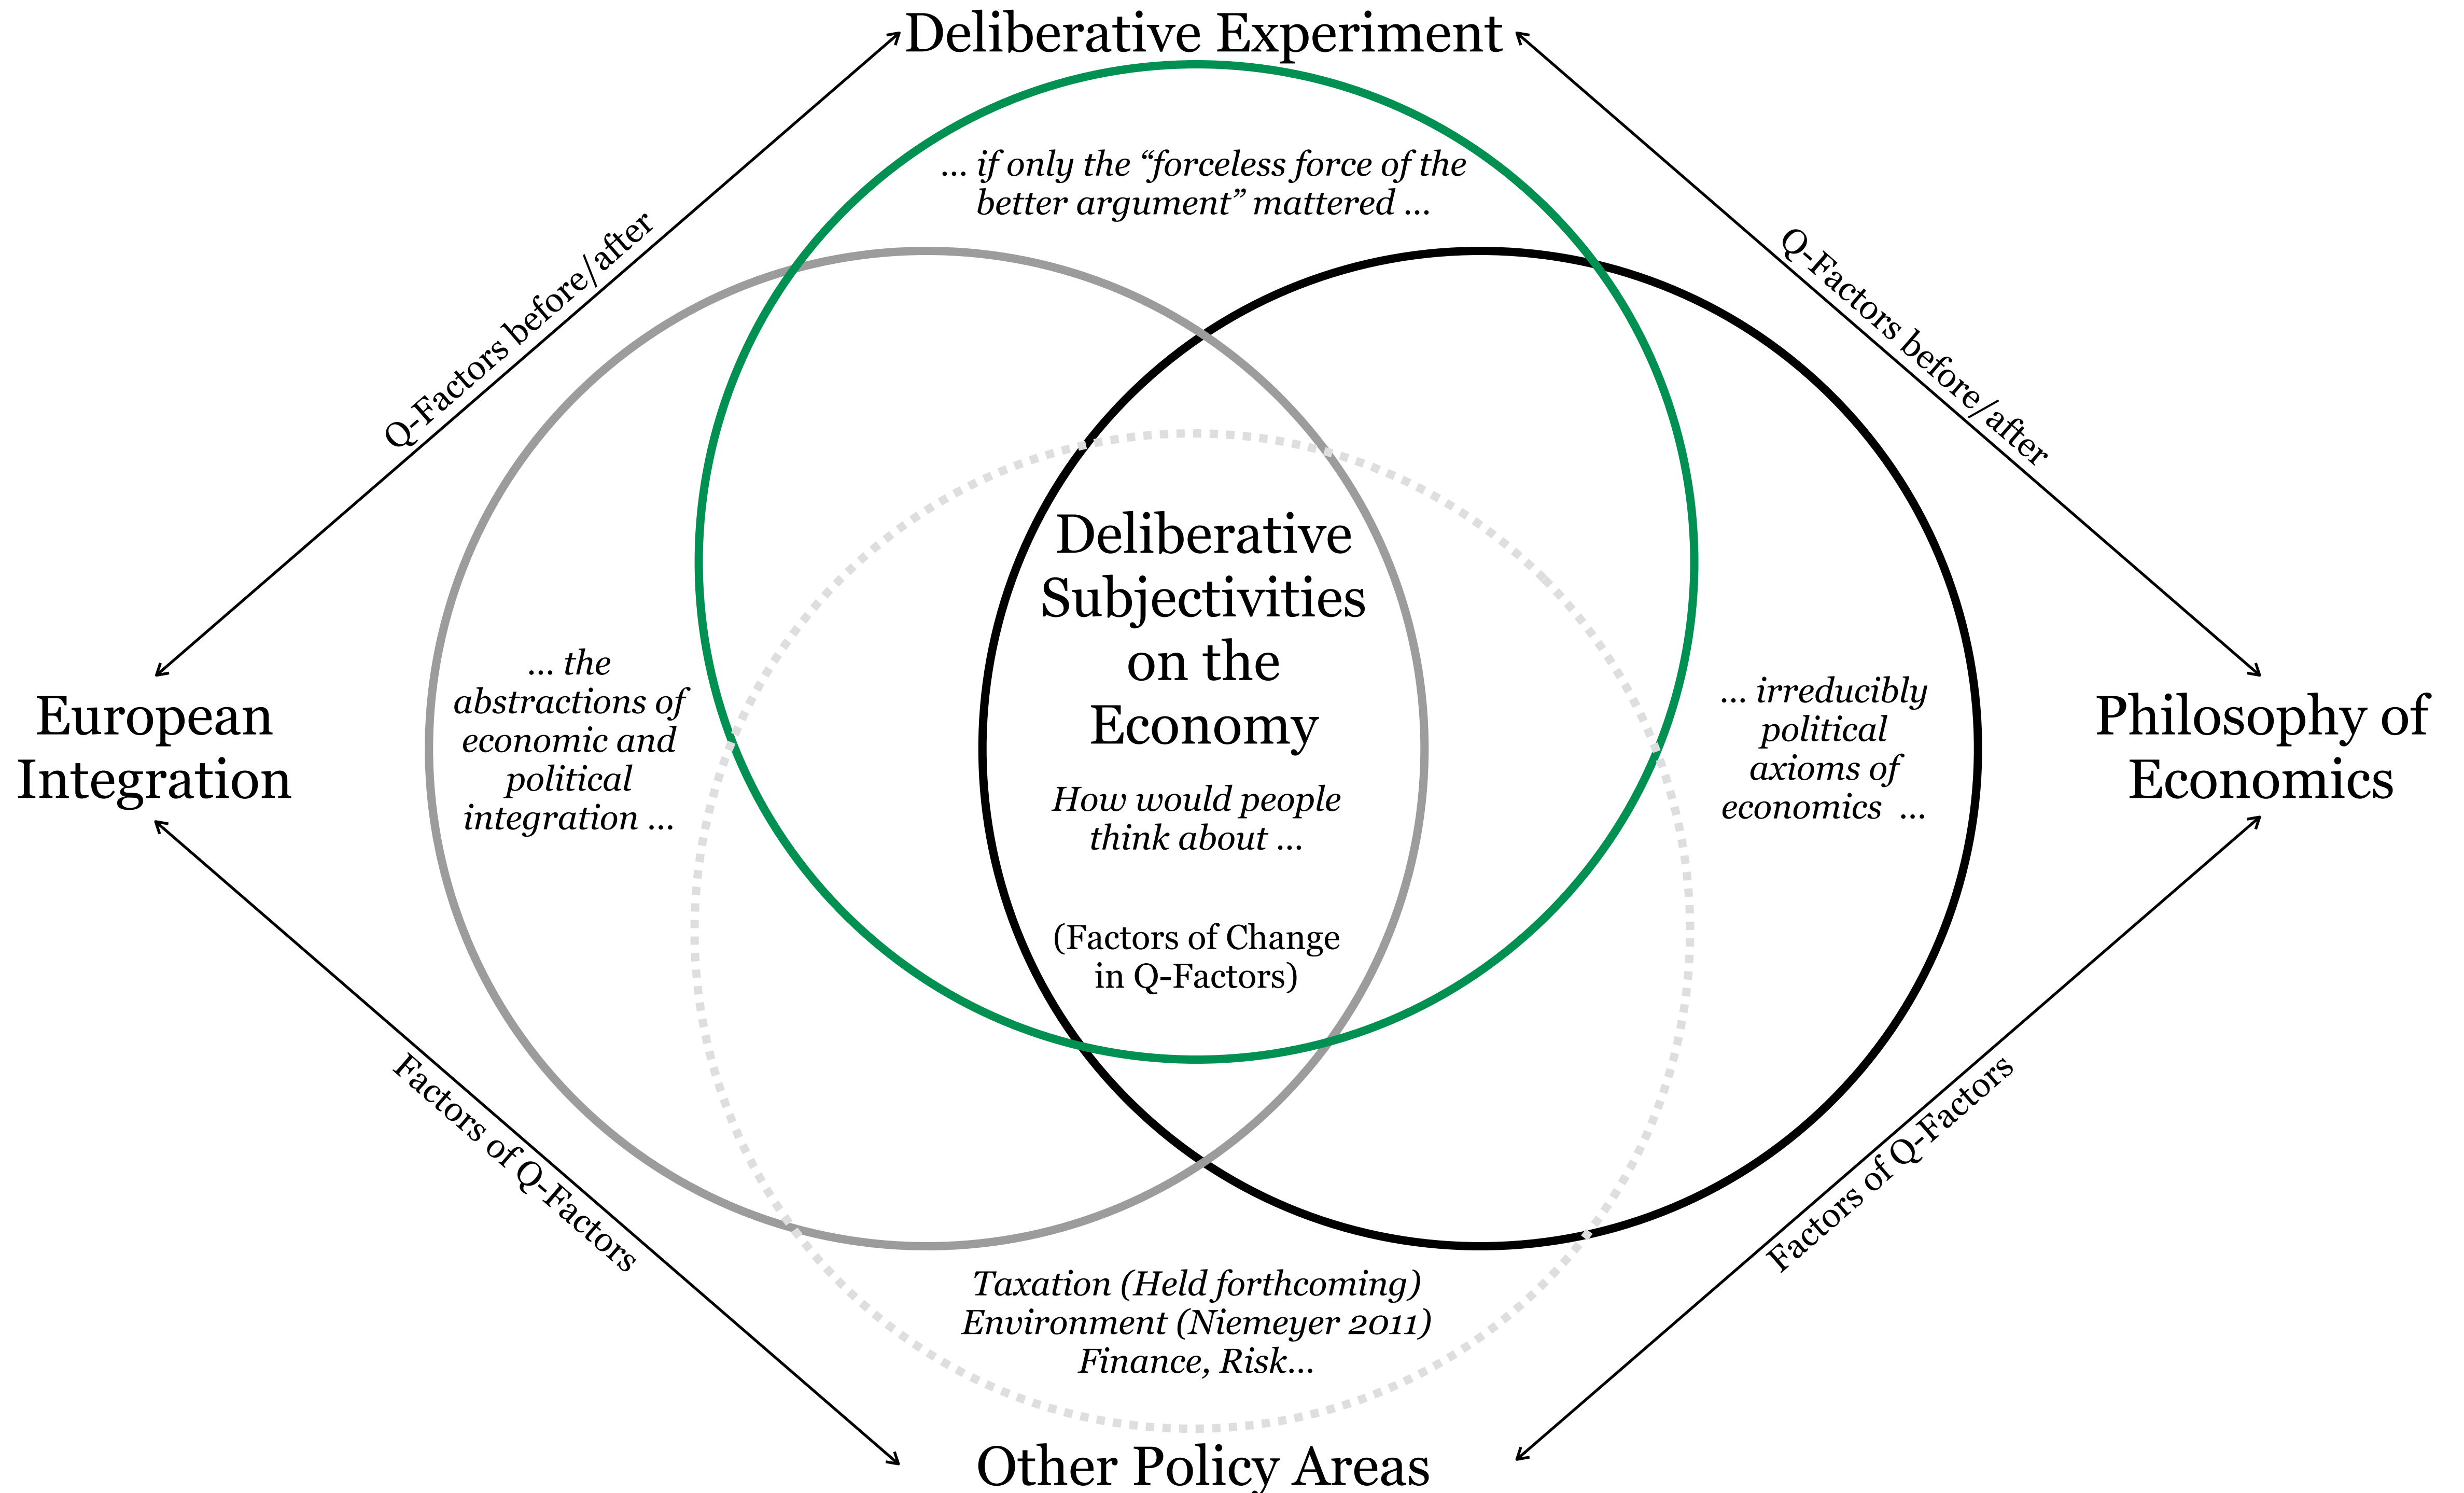 Deliberative Experiment
... if only the “forceless force of the
better argument” mattered ...
Q-Factors before/after
Q-Factors before/after
Deliberative
Subjectivities
on the
Economy
How would people
think about ...
(Factors of Change
in Q-Factors)
European
Integration
... the
abstractions of
economic and
political
integration ...
... irreducibly
political
axioms of
economics ...
Philosophy of
Economics
Factors of Q-Factors
Factors of Q-Factors
Taxation (Held forthcoming)
Environment (Niemeyer 2011)
Finance, Risk...
Other Policy Areas